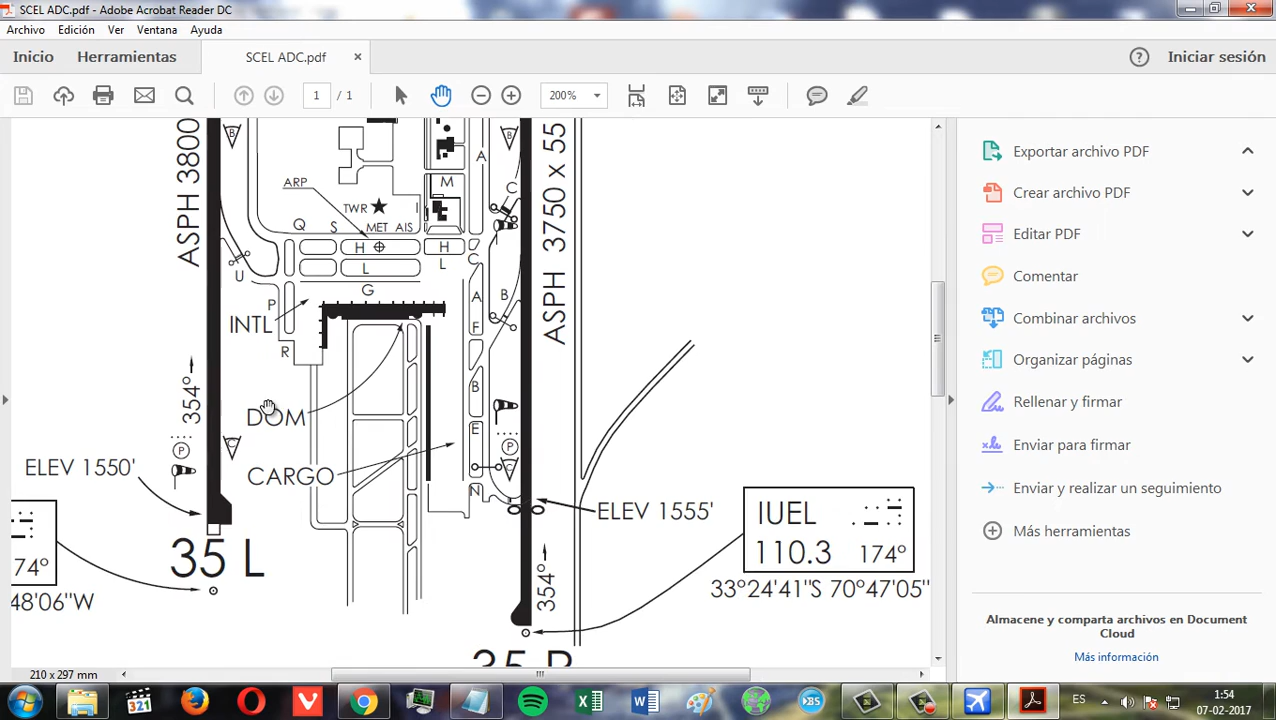 SCEL ADC.pdf - Adobe Acrobat Reader DC
Archivo Edición Ver Ventana Ayuda
Inicio Herramientas SCEL ADC.pdf × Iniciar sesión
1 / 1 200%
ASPH 3800
ASPH 3750 x 55
B
B
A
C
M
I
ARP
TWR
MET AIS
Q S H H
L L
C
G
U
P
INTL
R
A
F
B
B
E
N
354°
DOM
C
P
P
C
CARGO
ELEV 1550'
ELEV 1555'
35 L
74°
48'06"W
354°
IUEL
110.3 174°
33°24'41"S 70°47'05"
35 R
210 x 297 mm
Exportar archivo PDF
Crear archivo PDF
Editar PDF
Comentar
Combinar archivos
Organizar páginas
Rellenar y firmar
Enviar para firmar
Enviar y realizar un seguimiento
Más herramientas
Almacene y comparta archivos en Document
Cloud
Más información
321
ES
1:54
07-02-2017